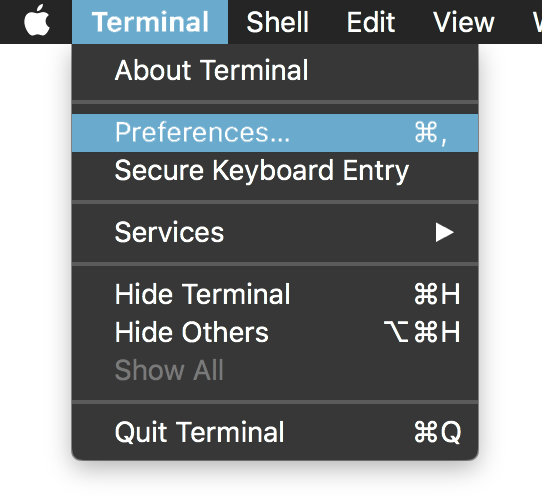 Terminal Shell Edit View
About Terminal
Preferences... ⌘,
Secure Keyboard Entry
Services ▶
Hide Terminal ⌘H
Hide Others ⌥⌘H
Show All
Quit Terminal ⌘Q